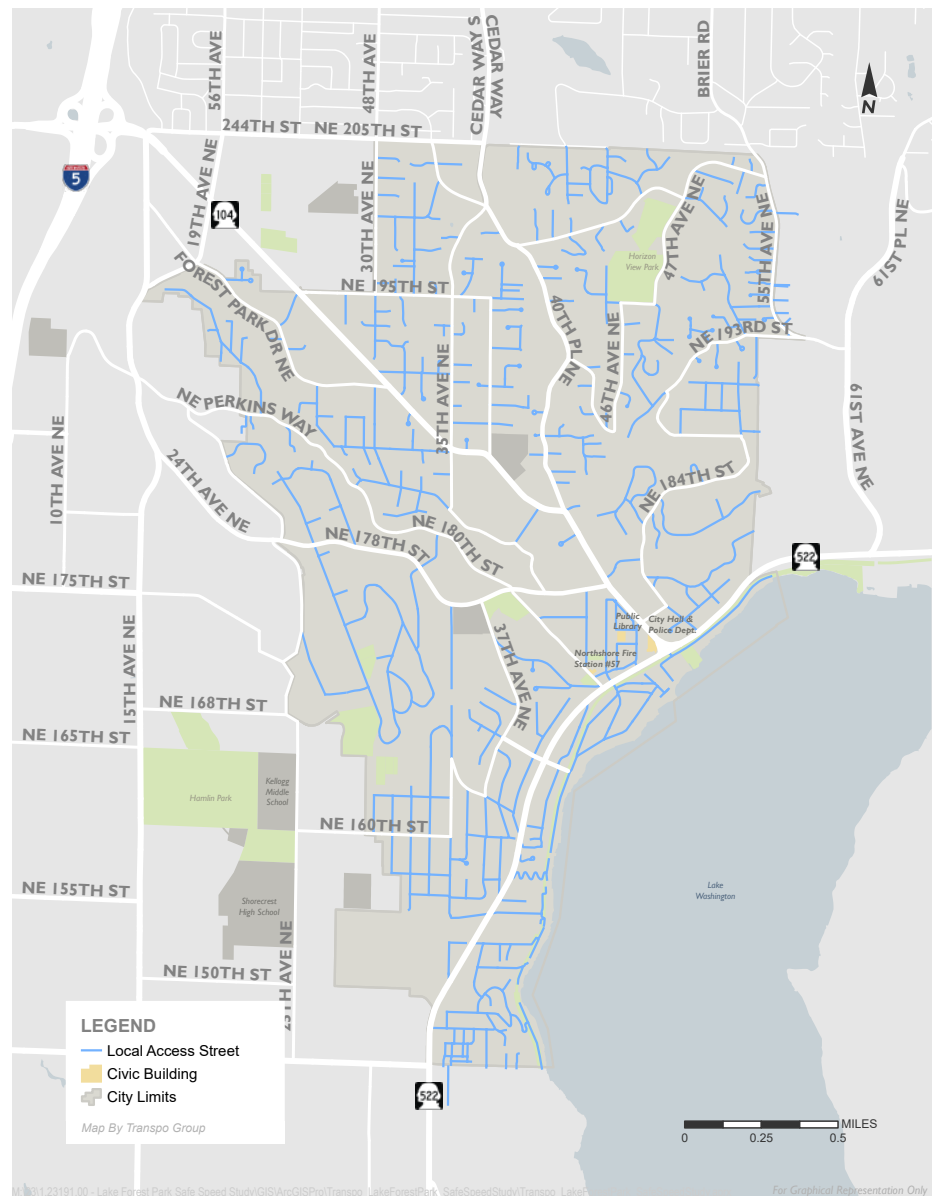 56TH AVE
48TH AVE
CEDAR WAY S
CEDAR WAY
BRIER RD
N
244TH ST
NE 205TH ST
5
19TH AVE NE
104
30TH AVE NE
47TH AVE NE
55TH AVE NE
61ST PL NE
Horizon
View Park
FOREST PARK DR NE
NE 195TH ST
40TH PL NE
46TH AVE NE
NE 193RD ST
35TH AVE NE
NE PERKINS WAY
61ST AVE NE
10TH AVE NE
24TH AVE NE
NE 184TH ST
NE 180TH ST
NE 178TH ST
522
NE 175TH ST
Public
Library
City Hall &
Police Dept.
Northshore Fire
Station #57
37TH AVE NE
15TH AVE NE
NE 168TH ST
NE 165TH ST
Hamlin Park
Kellogg
Middle
School
NE 160TH ST
NE 155TH ST
Shorecrest
High School
Lake
Washington
25TH AVE NE
NE 150TH ST
LEGEND
Local Access Street
Civic Building
City Limits
Map By Transpo Group
522
MILES
0 0.25 0.5
For Graphical Representation Only